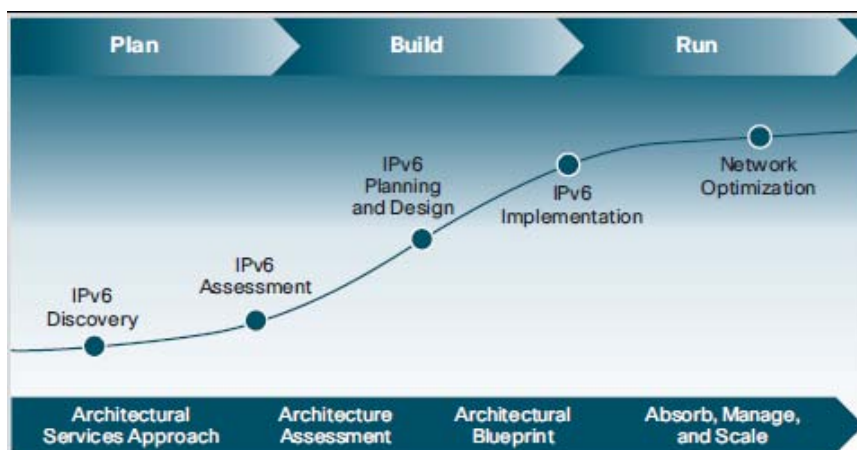 Plan
Build
Run
IPv6
Discovery
IPv6
Assessment
IPv6
Planning
and Design
IPv6
Implementation
Network
Optimization
Architectural
Services Approach
Architecture
Assessment
Architectural
Blueprint
Absorb, Manage,
and Scale